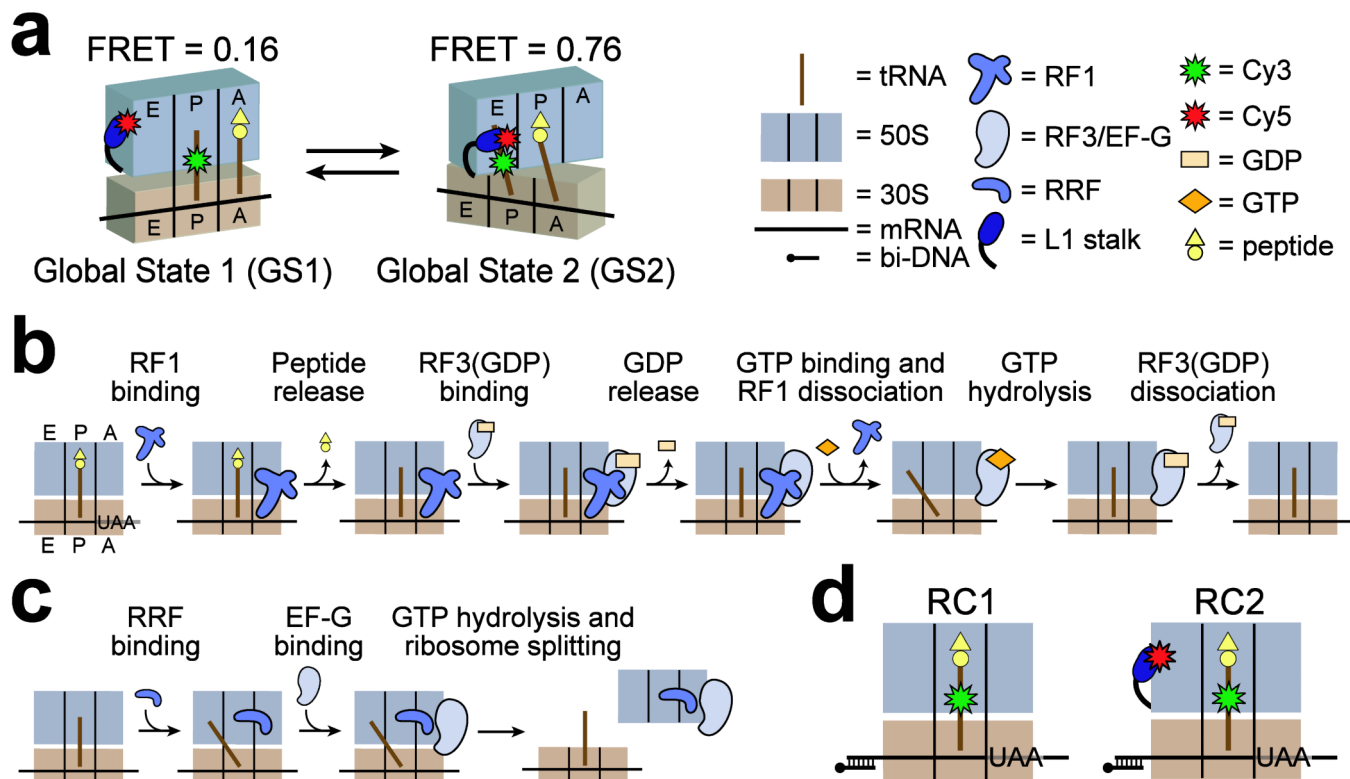 a
FRET = 0.16
FRET = 0.76
E P A
E P A
E P A
E P A
Global State 1 (GS1)
Global State 2 (GS2)
= tRNA
= 50S
= 30S
= mRNA
= bi-DNA
= RF1
= RF3/EF-G
= RRF
= L1 stalk
= Cy3
= Cy5
= GDP
= GTP
= peptide
b
RF1
binding
Peptide
release
RF3(GDP)
binding
GDP
release
GTP binding and
RF1 dissociation
GTP
hydrolysis
RF3(GDP)
dissociation
E P A
UAA
E P A
c
RRF
binding
EF-G
binding
GTP hydrolysis and
ribosome splitting
d
RC1
RC2
UAA
UAA